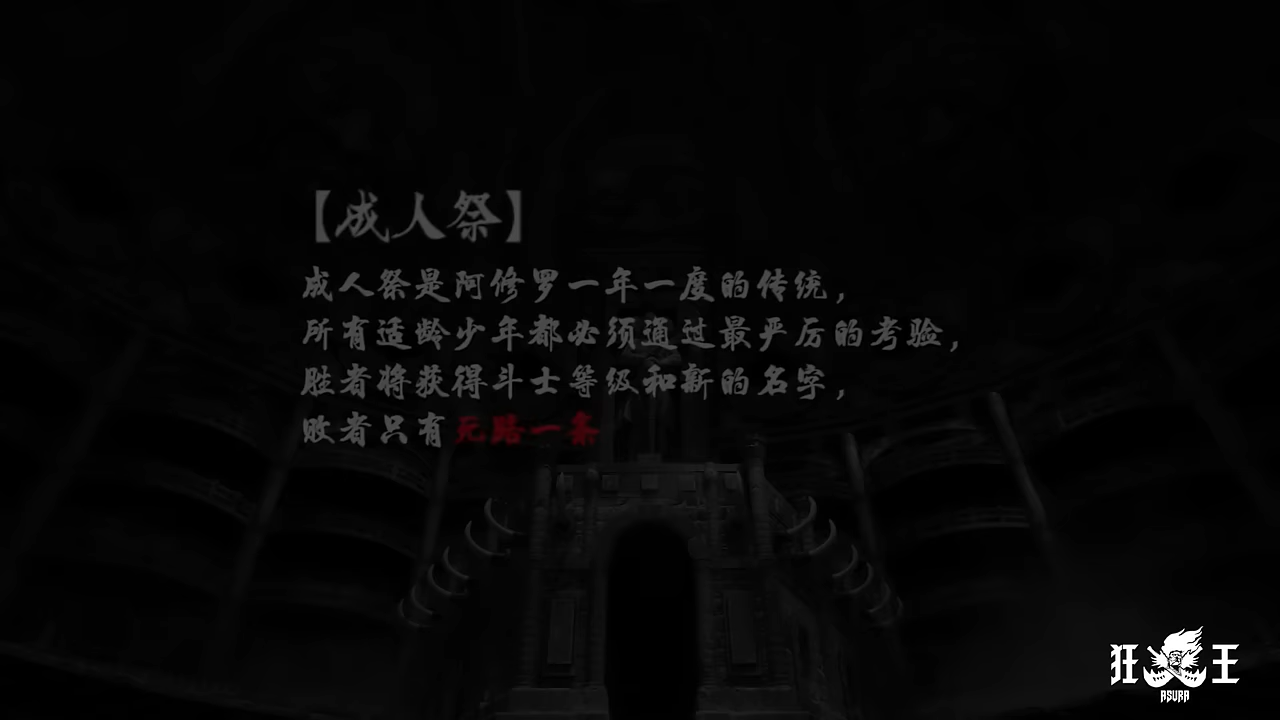 【成人祭】
成人祭是阿修罗一年一度的传统，
所有适龄少年都必须通过最严厉的考验，
胜者将获得斗士等级和新的名字，
败者只有死路一条
狂王
ASURA